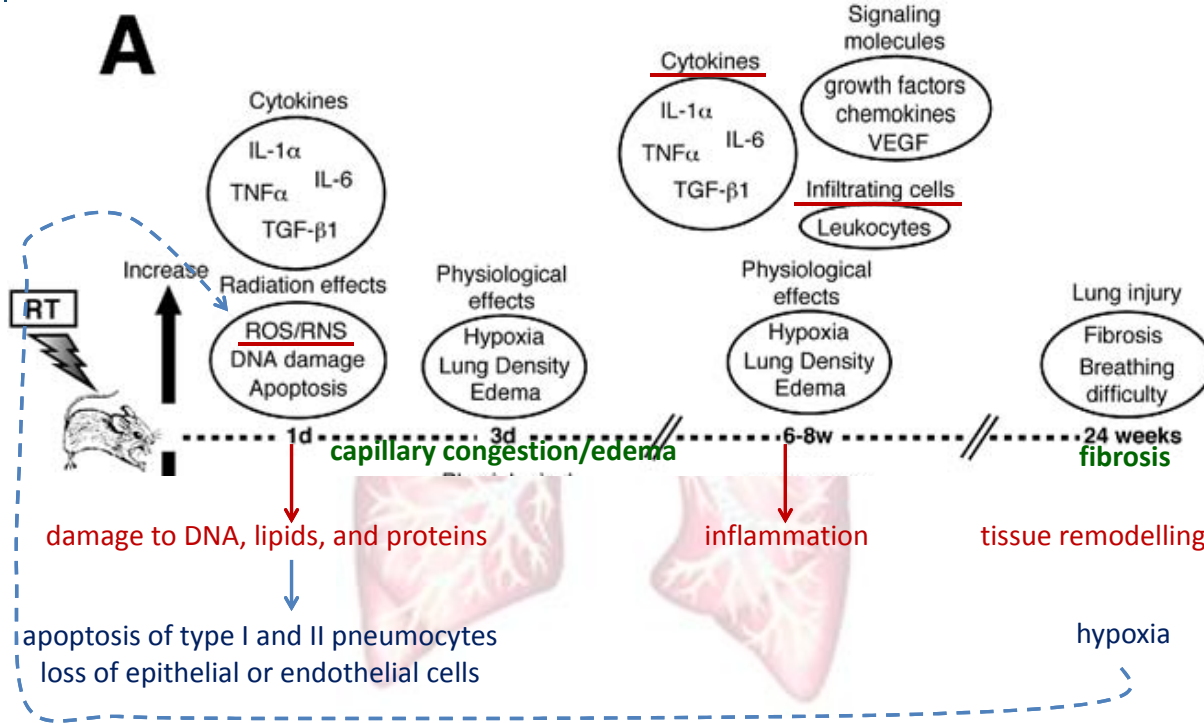 A
Cytokines
IL-1α
TNFα IL-6
TGF-β1
Increase
RT
Radiation effects
ROS/RNS
DNA damage
Apoptosis
Physiological
effects
Hypoxia
Lung Density
Edema
Cytokines
IL-1α
TNFα IL-6
TGF-β1
Signaling
molecules
growth factors
chemokines
VEGF
Infiltrating cells
Leukocytes
Physiological
effects
Hypoxia
Lung Density
Edema
Lung injury
Fibrosis
Breathing
difficulty
1d 3d 6-8w 24 weeks
capillary congestion/edema fibrosis
damage to DNA, lipids, and proteins inflammation tissue remodelling
apoptosis of type I and II pneumocytes hypoxia
loss of epithelial or endothelial cells